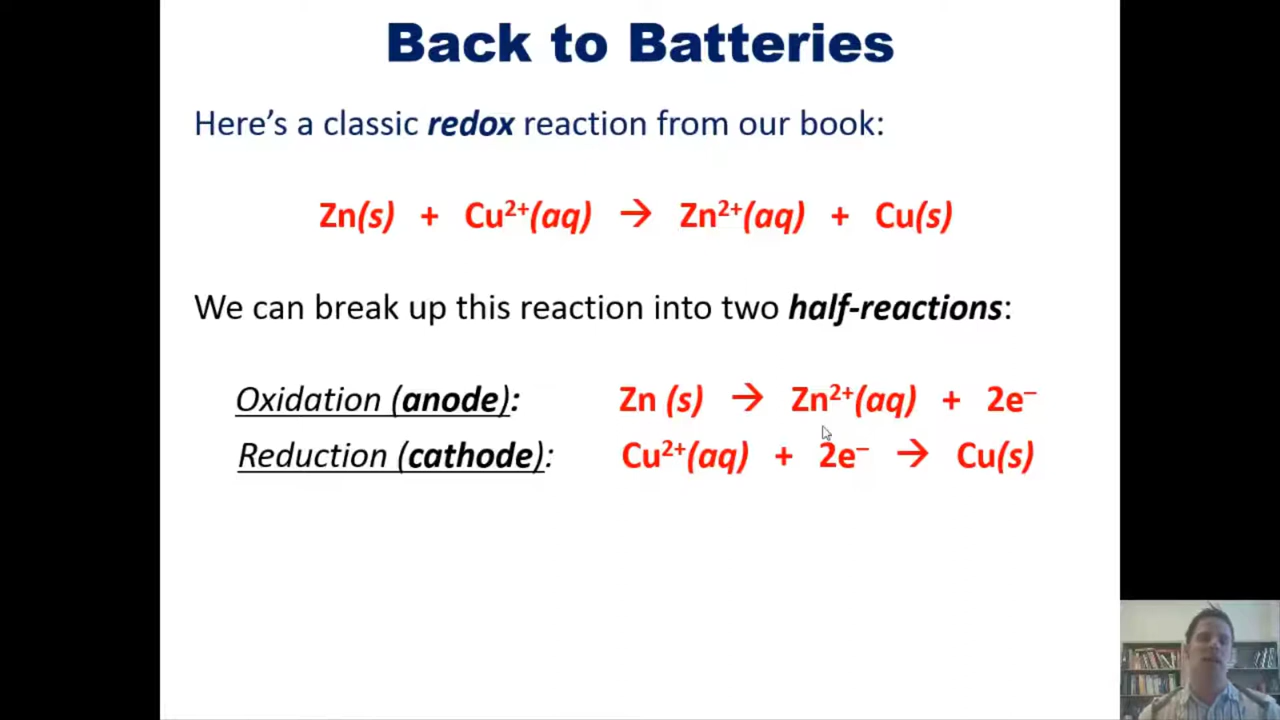 Back to Batteries
Here's a classic redox reaction from our book:
Zn(s) + Cu²⁺(aq) → Zn²⁺(aq) + Cu(s)
We can break up this reaction into two half-reactions:
Oxidation (anode): Zn (s) → Zn²⁺(aq) + 2e⁻
Reduction (cathode): Cu²⁺(aq) + 2e⁻ → Cu(s)